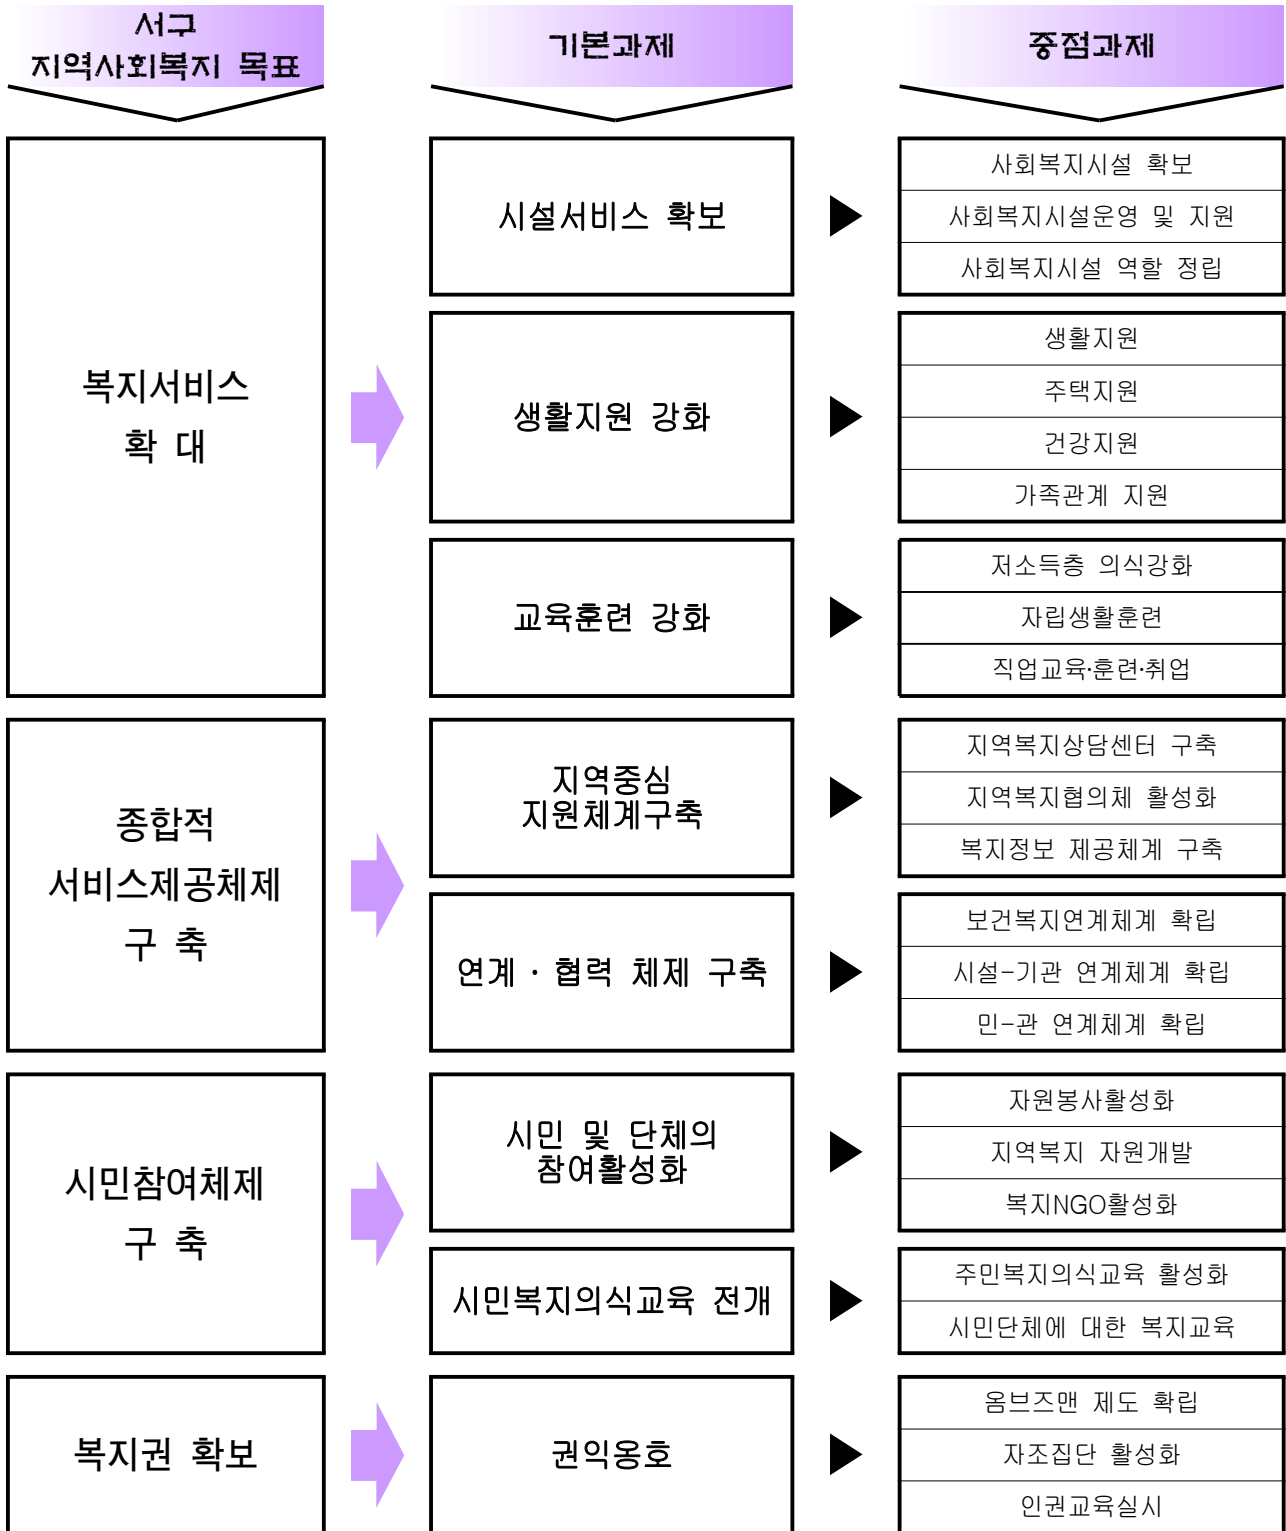 서구
지역사회복지 목표
기본과제
중점과제
복지서비스
확 대
시설서비스 확보
사회복지시설 확보
사회복지시설운영 및 지원
사회복지시설 역할 정립
생활지원 강화
생활지원
주택지원
건강지원
가족관계 지원
교육훈련 강화
저소득층 의식강화
자립생활훈련
직업교육·훈련·취업
종합적
서비스제공체제
구 축
지역중심
지원체계구축
지역복지상담센터 구축
지역복지협의체 활성화
복지정보 제공체계 구축
연계 · 협력 체제 구축
보건복지연계체계 확립
시설-기관 연계체계 확립
민-관 연계체계 확립
시민참여체제
구 축
시민 및 단체의
참여활성화
자원봉사활성화
지역복지 자원개발
복지NGO활성화
시민복지의식교육 전개
주민복지의식교육 활성화
시민단체에 대한 복지교육
복지권 확보
권익옹호
옴브즈맨 제도 확립
자조집단 활성화
인권교육실시